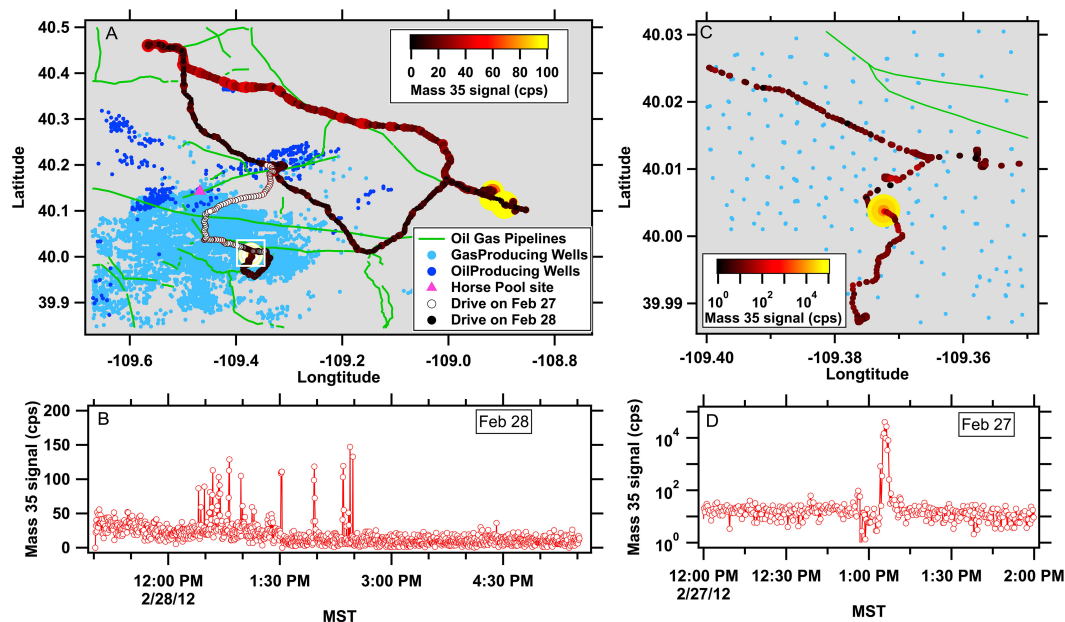 A
40.5
40.4
40.3
40.2
40.1
40.0
39.9
Latitude
-109.6
-109.4
-109.2
-109.0
-108.8
Longtitude
0 20 40 60 80 100
Mass 35 signal (cps)
Oil Gas Pipelines
GasProducing Wells
OilProducing Wells
Horse Pool site
Drive on Feb 27
Drive on Feb 28
C
40.03
40.02
40.01
40.00
39.99
Latitude
-109.40
-109.38
-109.36
Longtitude
10^0 10^2 10^4
Mass 35 signal (cps)
B
Feb 28
200
150
100
50
0
Mass 35 signal (cps)
12:00 PM 1:30 PM 3:00 PM 4:30 PM
2/28/12
MST
D
Feb 27
10^4
10^2
10^0
Mass 35 signal (cps)
12:00 PM 12:30 PM 1:00 PM 1:30 PM 2:00 PM
2/27/12
MST